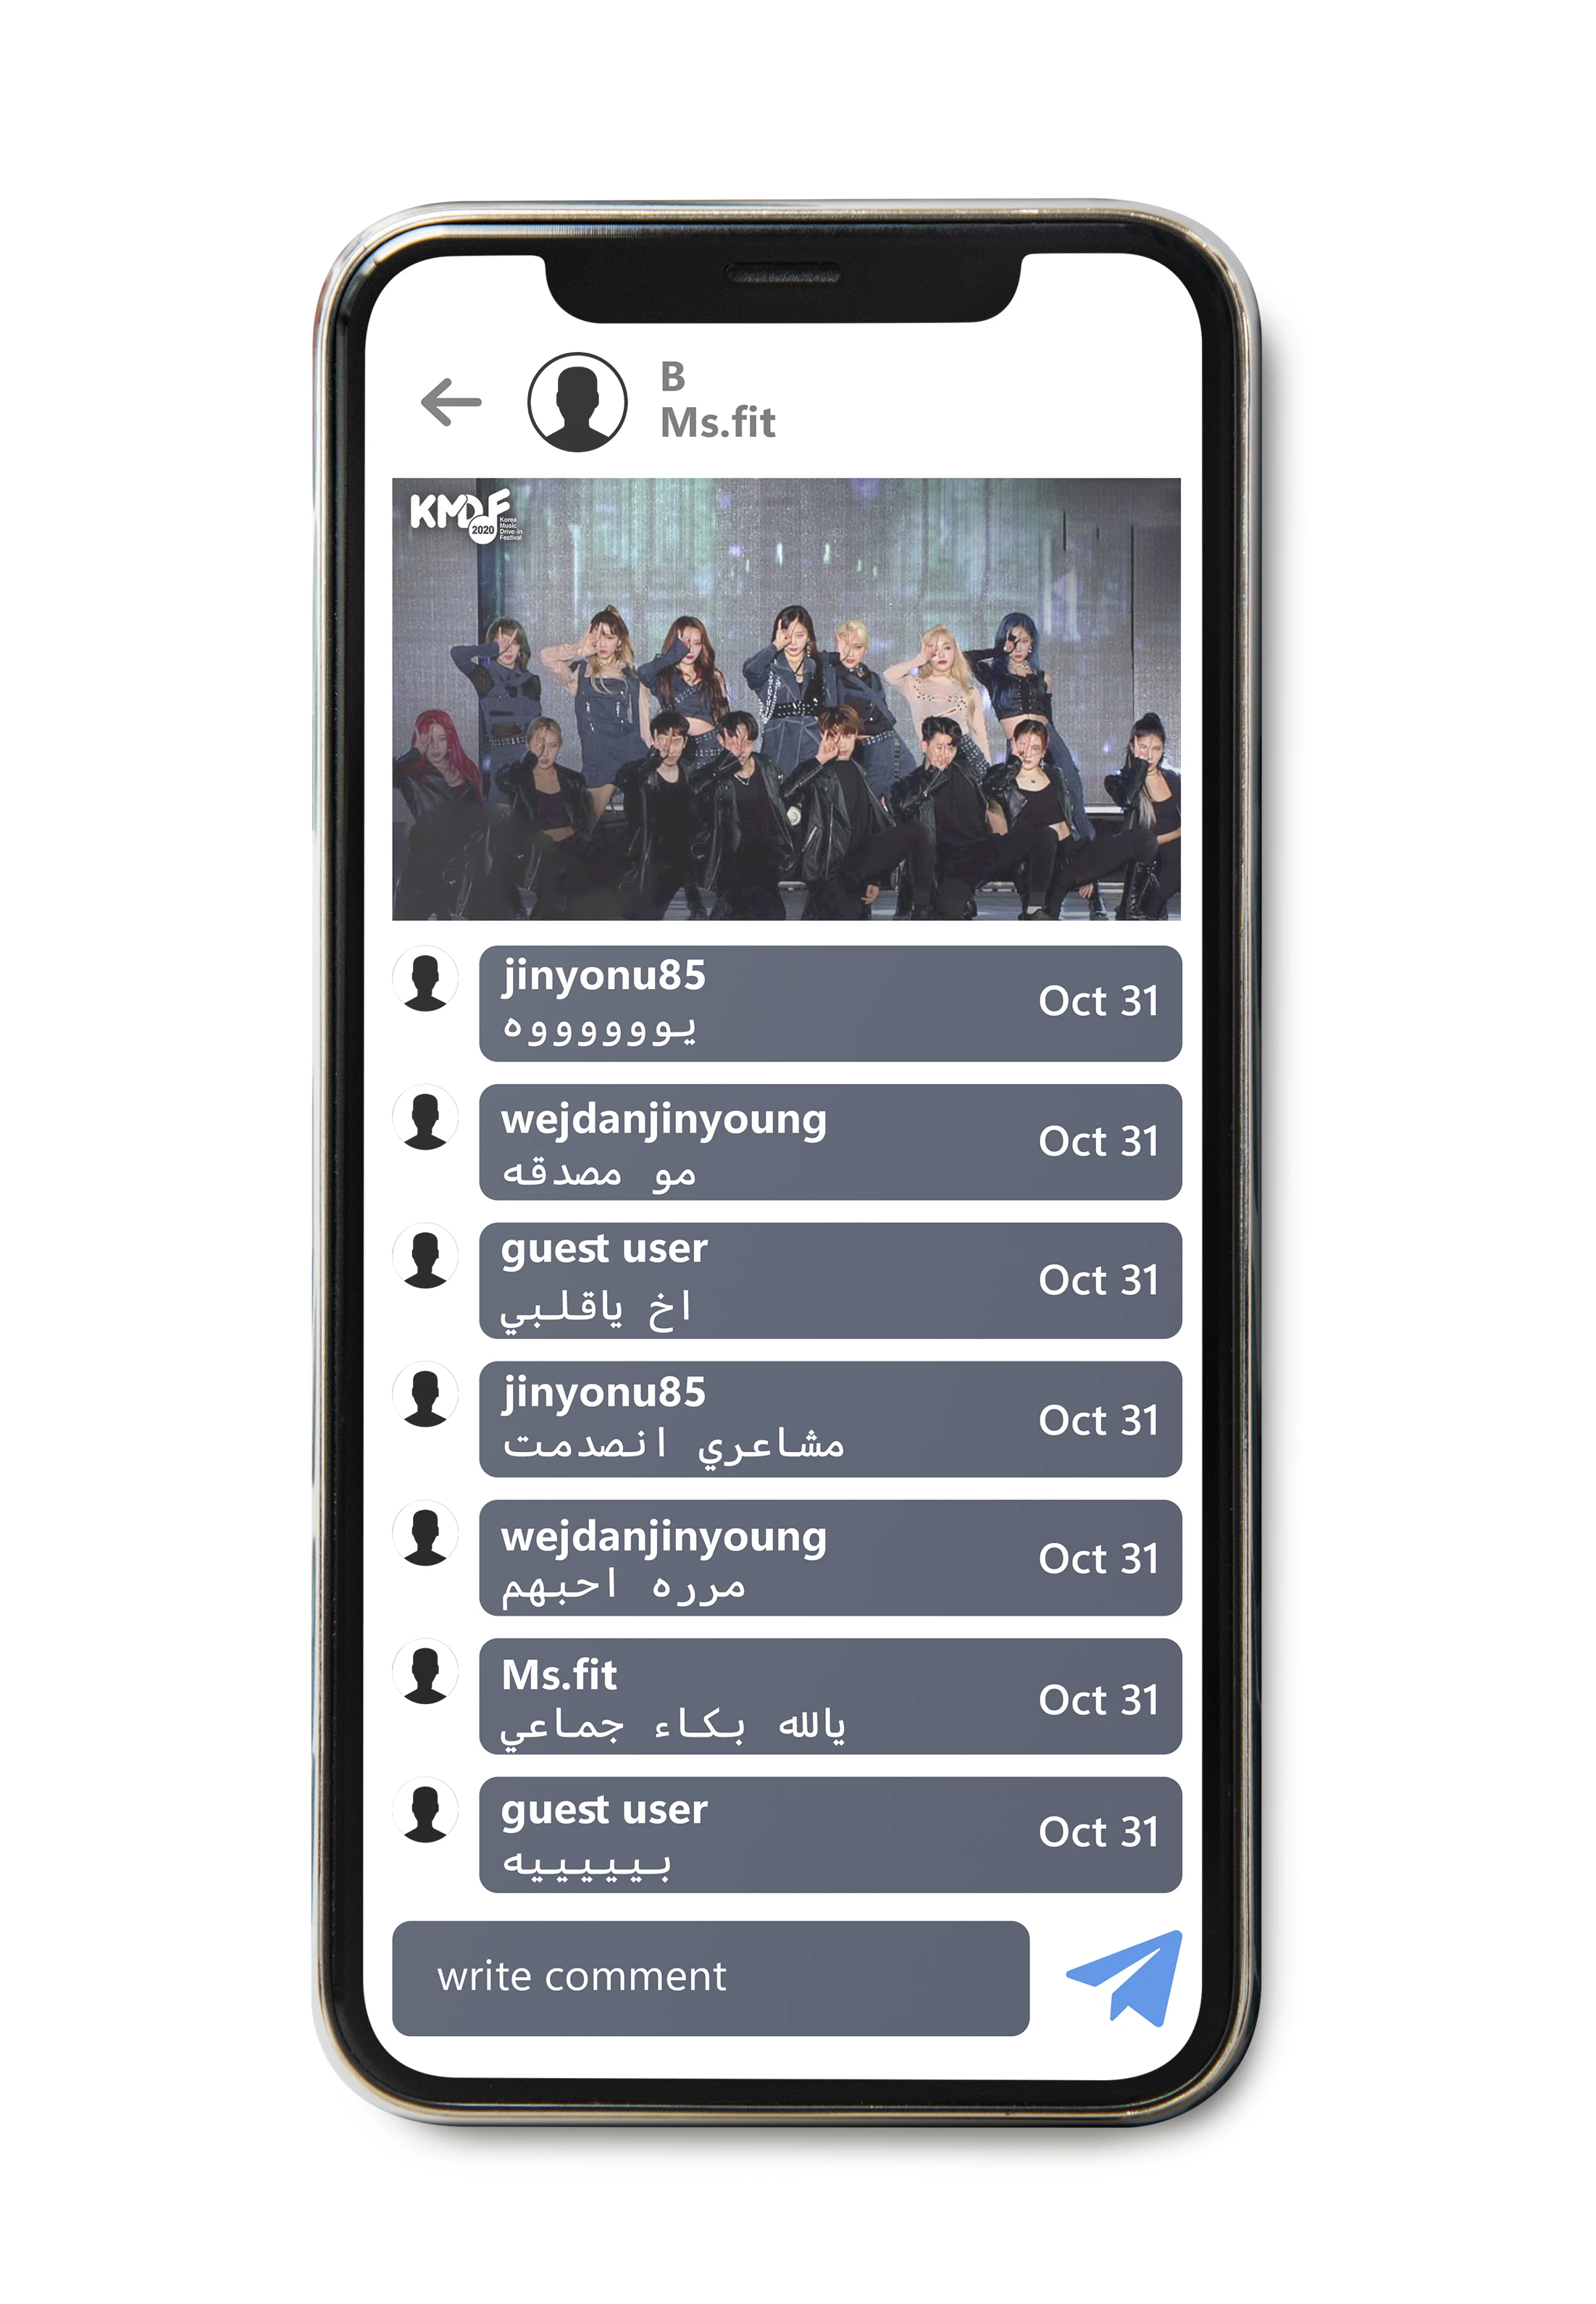 B
Ms.fit
KMDF
2020
Korea
Music
Drive-in
Festival
jinyonu85
يوووووووه
Oct 31
wejdanjinyoung
مو مصدقه
Oct 31
guest user
اخ ياقلبي
Oct 31
jinyonu85
مشاعري انصدمت
Oct 31
wejdanjinyoung
مرره احبهم
Oct 31
Ms.fit
يالله بكاء جماعي
Oct 31
guest user
بيييييه
Oct 31
write comment